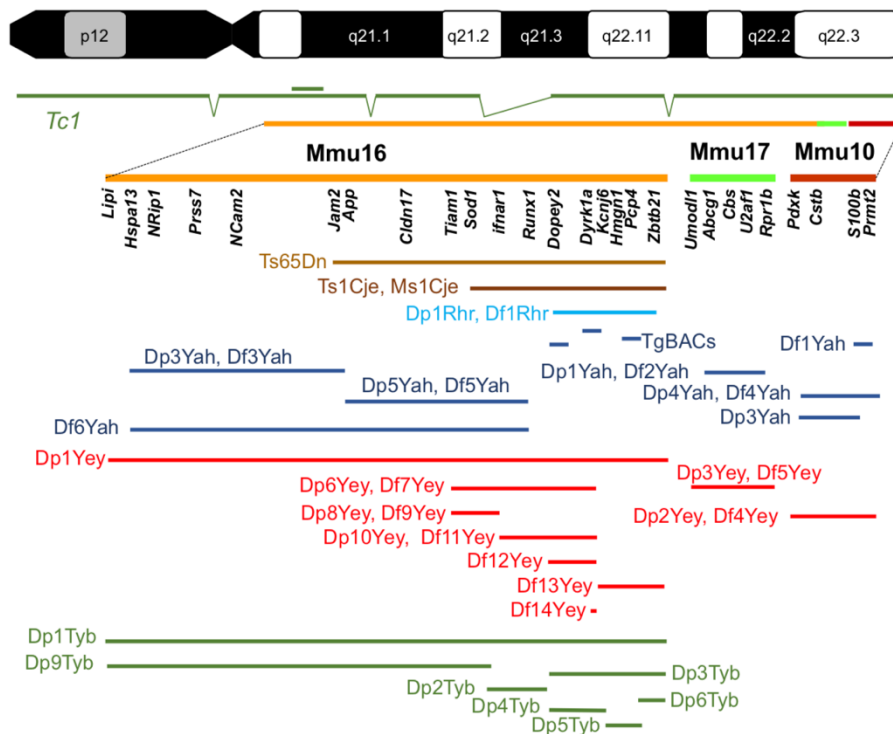 p12 q21.1 q21.2 q21.3 q22.11 q22.2 q22.3
Tc1
Mmu16 Mmu17 Mmu10
Lipi
Hspa13
NRip1
Prss7
NCam2
Jam2
App
Cldn17
Tiam1
Sod1
ifnar1
Runx1
Dopey2
Dyrk1a
Kcnj6
Hmgn1
Pcp4
Zbtb21
Umodl1
Abcg1
Cbs
U2af1
Rpr1b
Pdxk
Cstb
S100b
Prmt2
Ts65Dn
Ts1Cje, Ms1Cje
Dp1Rhr, Df1Rhr
TgBACs Df1Yah
Dp3Yah, Df3Yah Dp1Yah, Df2Yah
Dp5Yah, Df5Yah Dp4Yah, Df4Yah
Dp3Yah
Df6Yah
Dp1Yey
Dp6Yey, Df7Yey Dp3Yey, Df5Yey
Dp8Yey, Df9Yey Dp2Yey, Df4Yey
Dp10Yey, Df11Yey
Df12Yey
Df13Yey
Df14Yey
Dp1Tyb
Dp9Tyb Dp3Tyb
Dp2Tyb Dp6Tyb
Dp4Tyb
Dp5Tyb